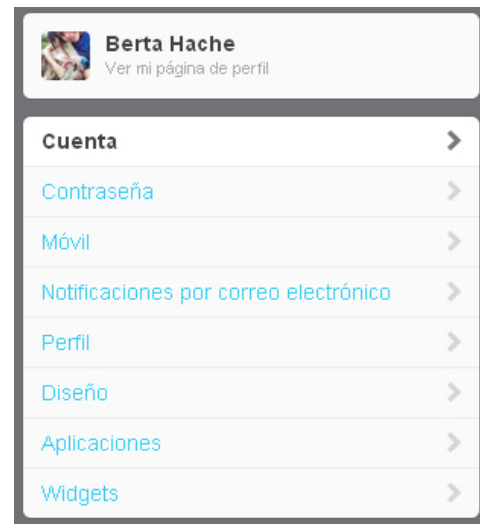 Berta Hache
Ver mi página de perfil
Cuenta
Contraseña
Móvil
Notificaciones por correo electrónico
Perfil
Diseño
Aplicaciones
Widgets